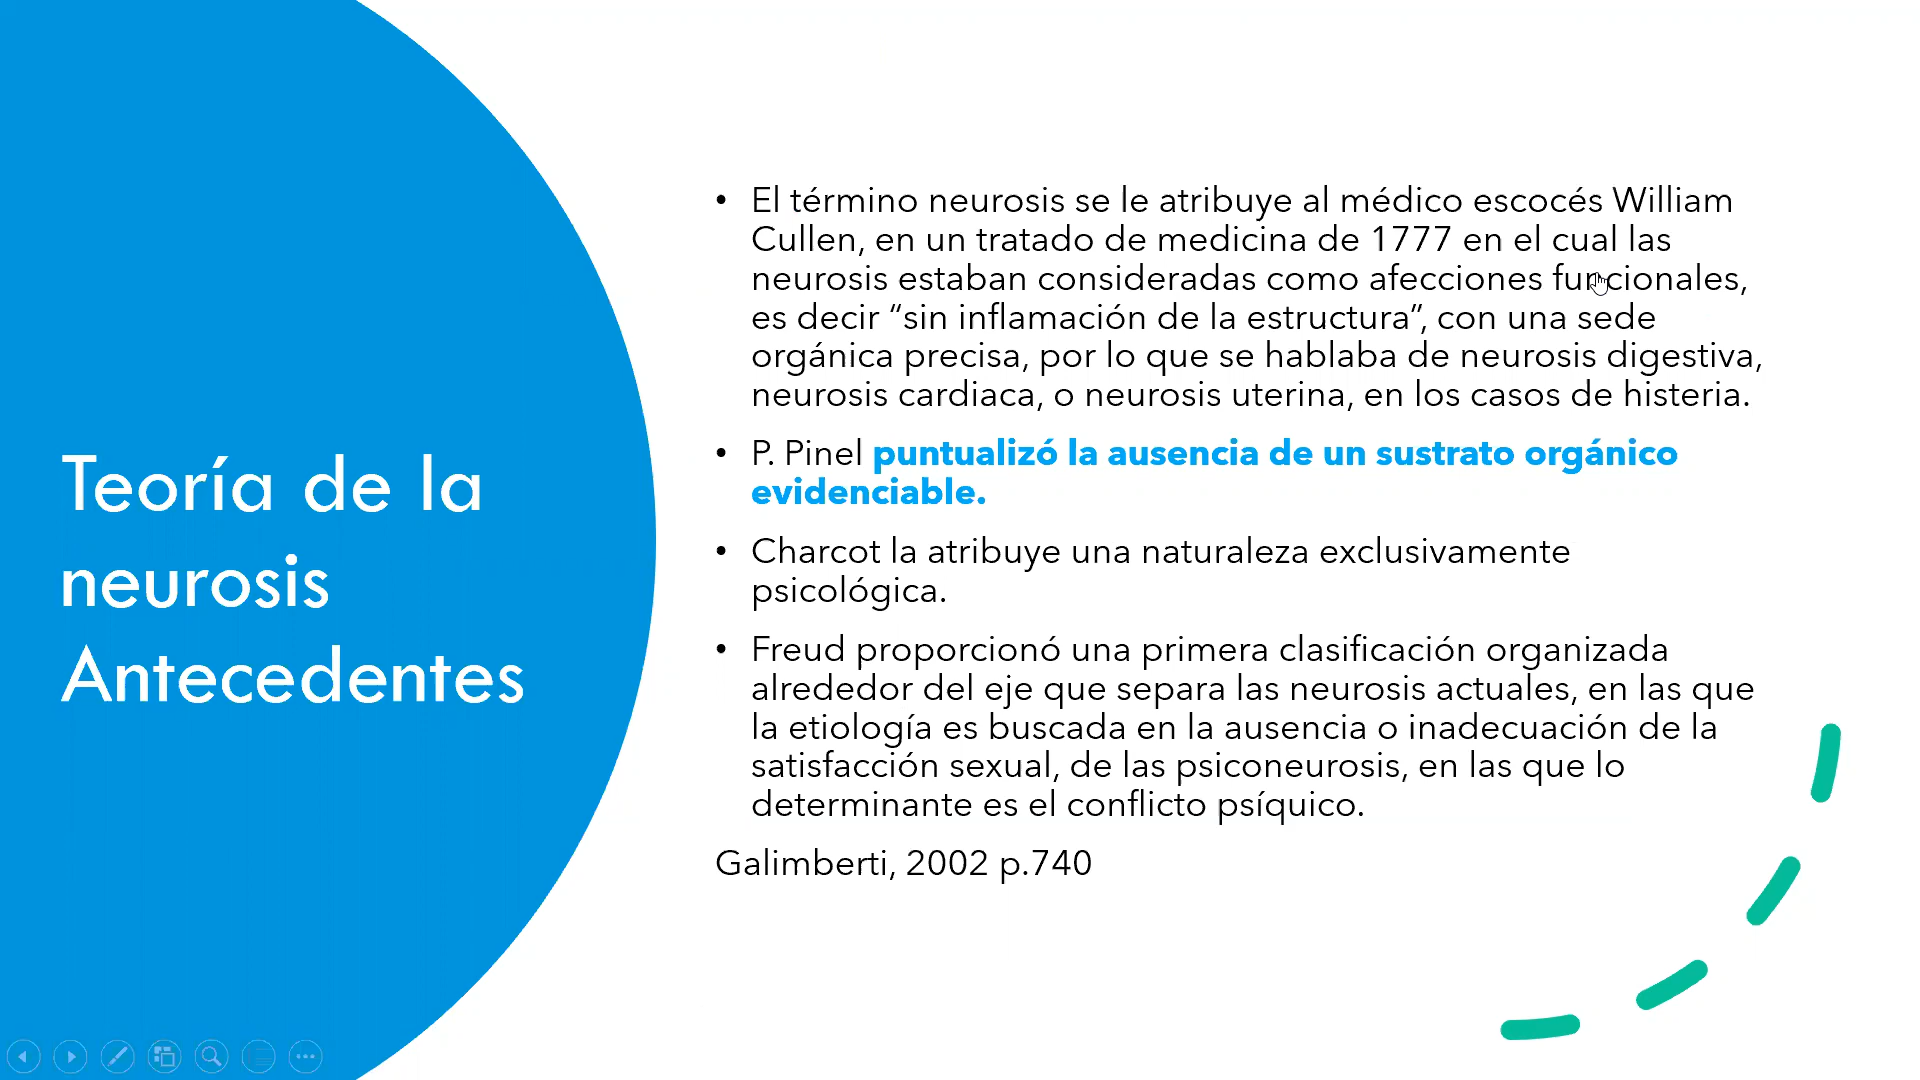 Teoría de la
neurosis
Antecedentes
• El término neurosis se le atribuye al médico escocés William
Cullen, en un tratado de medicina de 1777 en el cual las
neurosis estaban consideradas como afecciones funcionales,
es decir “sin inflamación de la estructura”, con una sede
orgánica precisa, por lo que se hablaba de neurosis digestiva,
neurosis cardiaca, o neurosis uterina, en los casos de histeria.
• P. Pinel puntualizó la ausencia de un sustrato orgánico
evidenciable.
• Charcot la atribuye una naturaleza exclusivamente
psicológica.
• Freud proporcionó una primera clasificación organizada
alrededor del eje que separa las neurosis actuales, en las que
la etiología es buscada en la ausencia o inadecuación de la
satisfacción sexual, de las psiconeurosis, en las que lo
determinante es el conflicto psíquico.
Galimberti, 2002 p.740